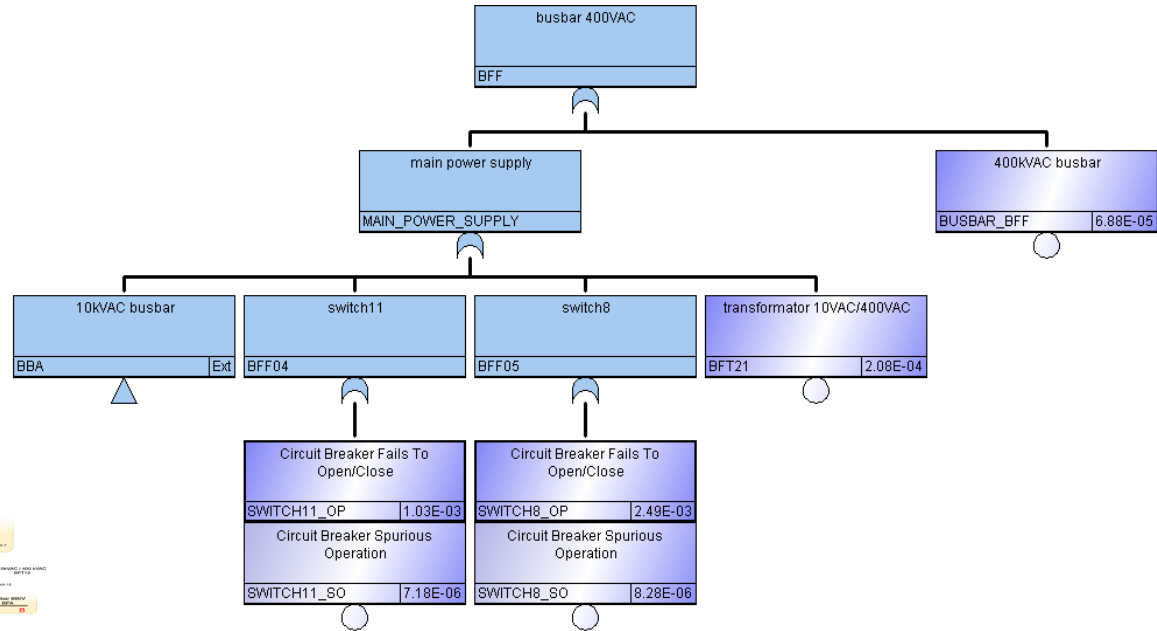 busbar 400VAC
BFF
main power supply
MAIN_POWER_SUPPLY
400kVAC busbar
BUSBAR_BFF 6.88E-05
10kVAC busbar
BBA Ext
switch11
BFF04
switch8
BFF05
transformator 10VAC/400VAC
BFT21 2.08E-04
Circuit Breaker Fails To
Open/Close
SWITCH11_OP 1.03E-03
Circuit Breaker Spurious
Operation
SWITCH11_SO 7.18E-06
Circuit Breaker Fails To
Open/Close
SWITCH8_OP 2.49E-03
Circuit Breaker Spurious
Operation
SWITCH8_SO 8.28E-06
BFT12
BFA
B